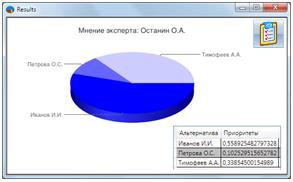 Results
Мнение эксперта: Останин О.А.
Тимофеев А.А.
Петрова О.С.
Иванов И.И.
Альтернатива Приоритеты
Иванов И.И. 0,558925482797328
Петрова О.С. 0,102529515652782
Тимофеев А.А. 0,33854500154989